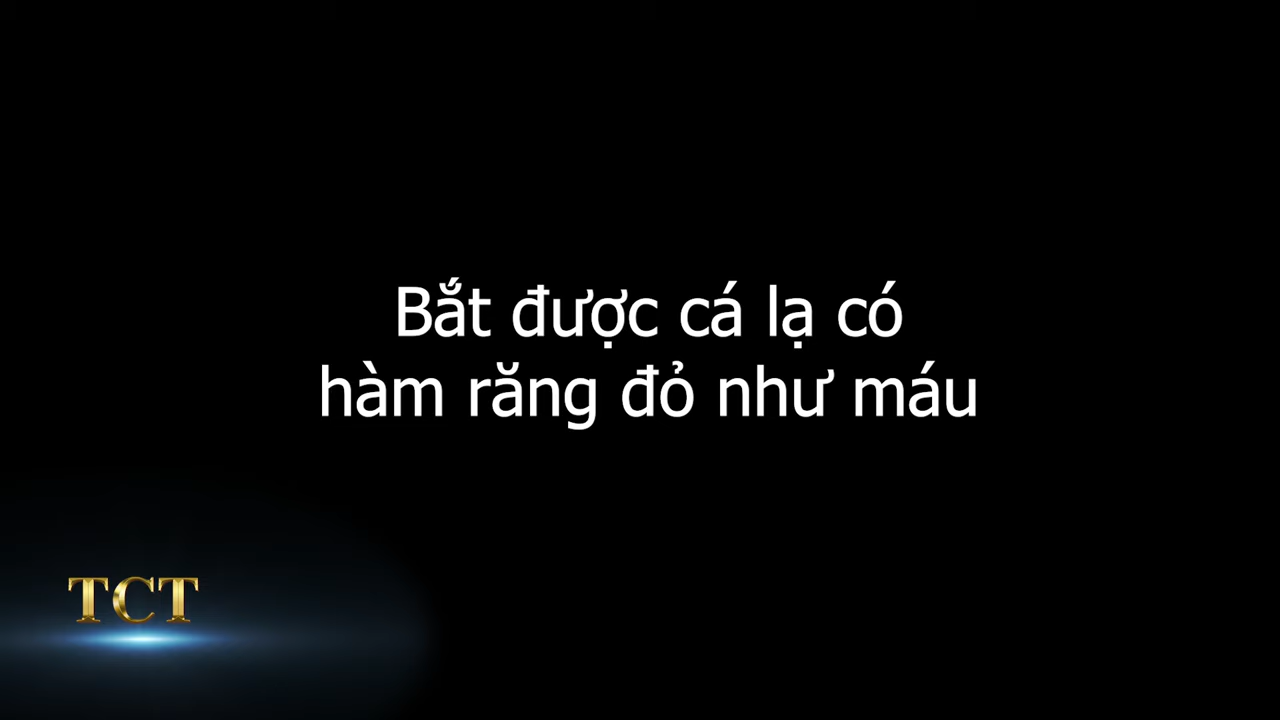 Bắt được cá lạ có
hàm răng đỏ như máu
TCT